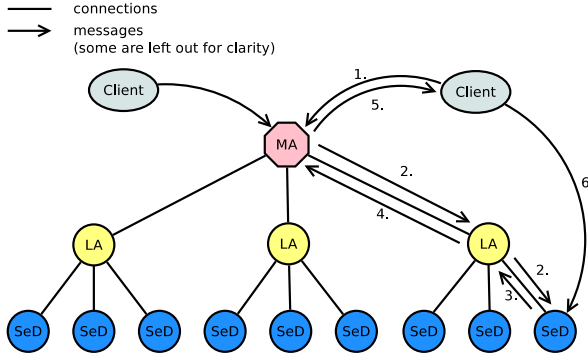 connections
messages
(some are left out for clarity)
1.
Client
Client
5.
MA
2.
6.
4.
LA
LA
LA
2.
3.
SeD
SeD
SeD
SeD
SeD
SeD
SeD
SeD
SeD